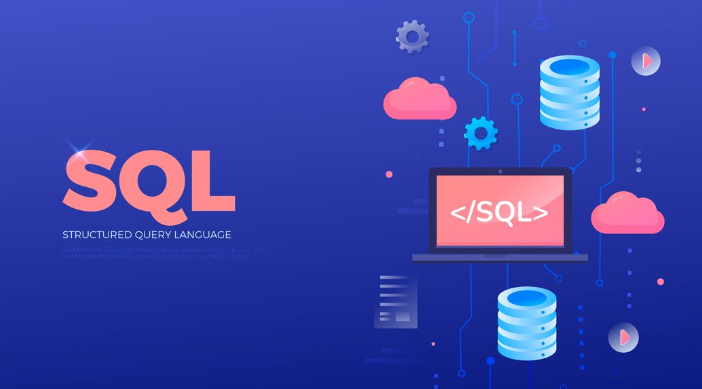 SQL
STRUCTURED QUERY LANGUAGE
</SQL>